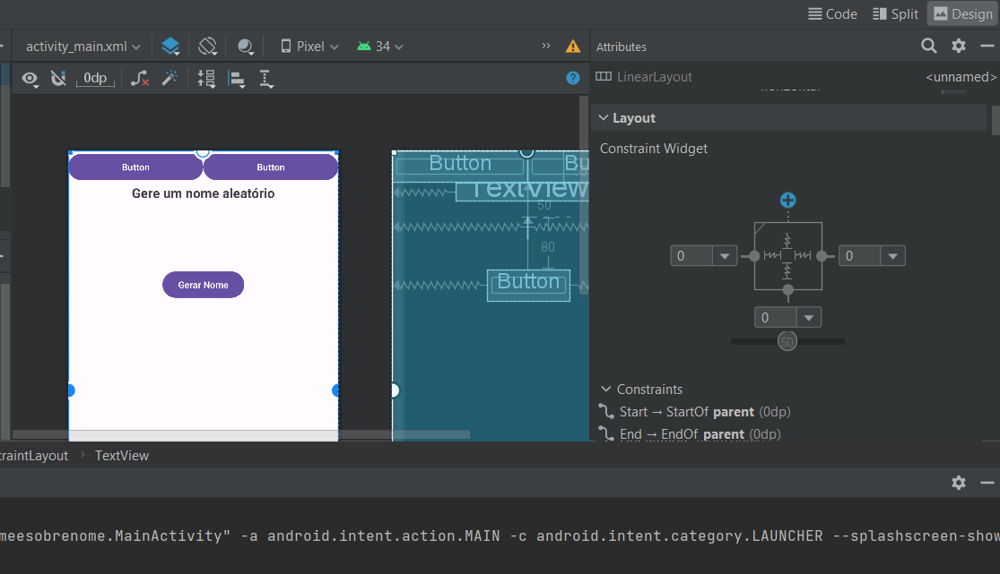 Code Split Design
activity_main.xml Pixel 34 Attributes
0dp LinearLayout <unnamed>
Layout
Constraint Widget
Button Button
Gere um nome aleatório
Gerar Nome
Button Bu
TextView
50
80
Button
0 0
0
50
Constraints
Start → StartOf parent (0dp)
End → EndOf parent (0dp)
raintLayout › TextView
meesobrenome.MainActivity" -a android.intent.action.MAIN -c android.intent.category.LAUNCHER --splashscreen-show